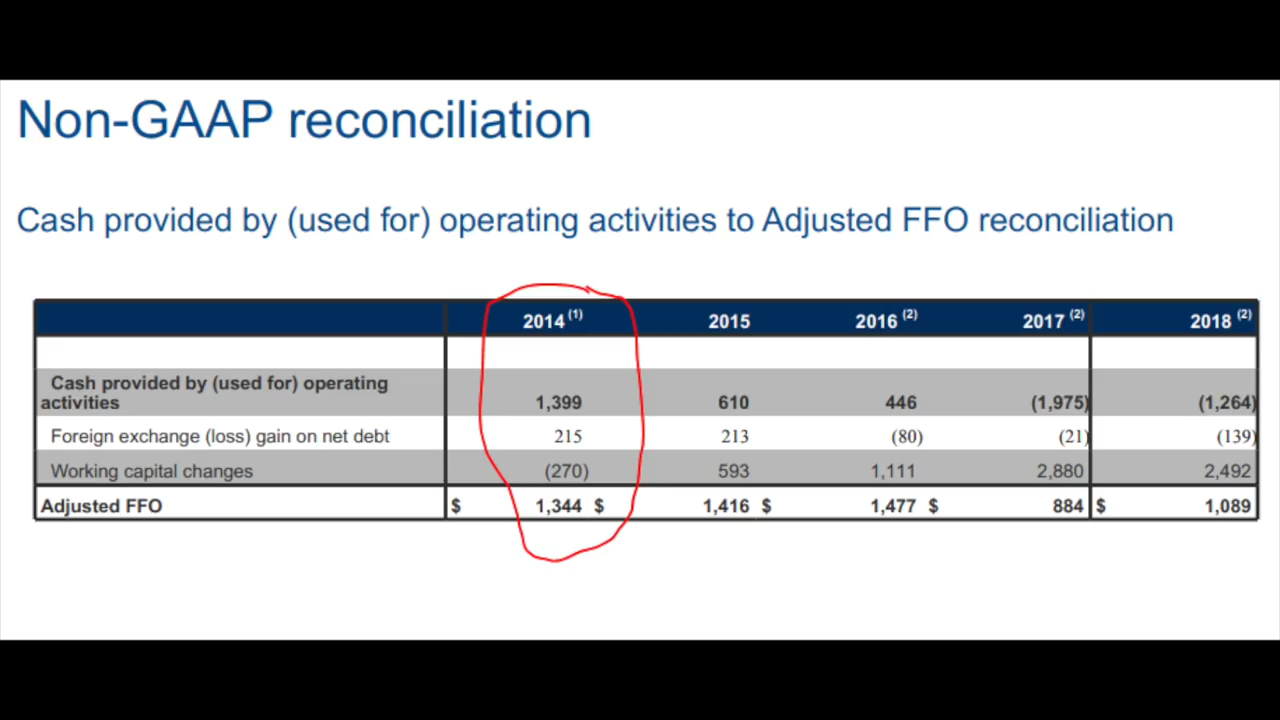 Non-GAAP reconciliation
Cash provided by (used for) operating activities to Adjusted FFO reconciliation
2014 (1) 2015 2016 (2) 2017 (2) 2018 (2)
Cash provided by (used for) operating
activities 1,399 610 446 (1,975) (1,264)
Foreign exchange (loss) gain on net debt 215 213 (80) (21) (139)
Working capital changes (270) 593 1,111 2,880 2,492
Adjusted FFO $ 1,344 $ 1,416 $ 1,477 $ 884 $ 1,089